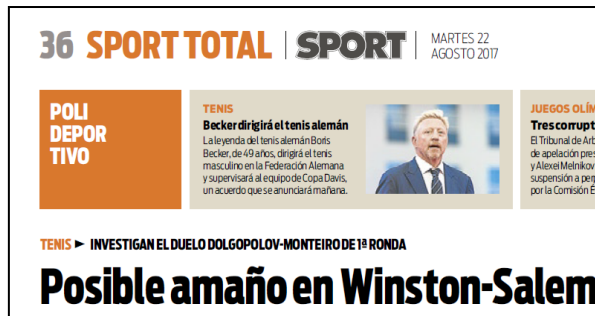 36 SPORT TOTAL | SPORT | MARTES 22
AGOSTO 2017
POLI
DEPOR
TIVO
TENIS
Becker dirigirá el tenis alemán
La leyenda del tenis alemán Boris
Becker, de 49 años, dirigirá el tenis
masculino en la Federación Alemana
y supervisará al equipo de Copa Davis,
un acuerdo que se anunciará mañana.
JUEGOS OLÍM
Tres corrupt
El Tribunal de Arb
de apelación pres
y Alexei Melnikov
suspensión a perp
por la Comisión É
TENIS ► INVESTIGAN EL DUELO DOLGOPOLOV-MONTEIRO DE 1ª RONDA
Posible amaño en Winston-Salem